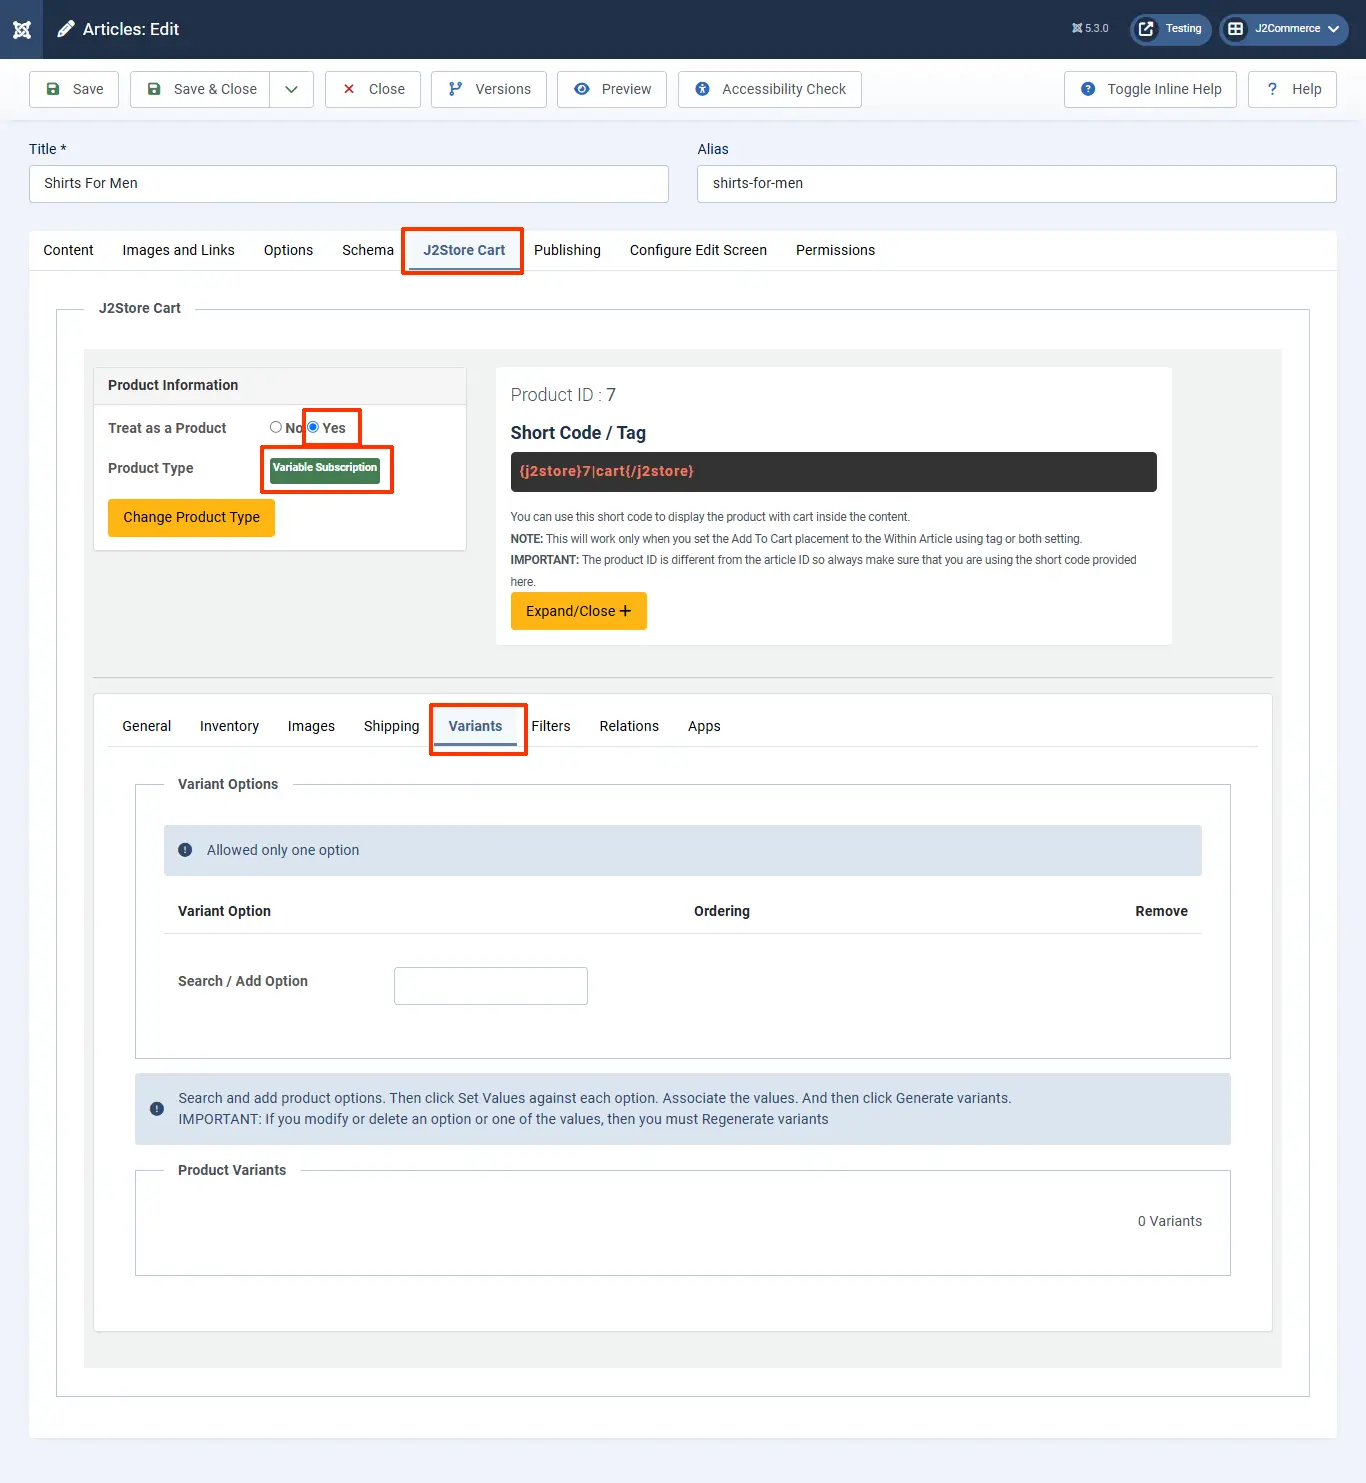 Articles: Edit
5.3.0
Testing
J2Commerce
Save
Save & Close
Close
Versions
Preview
Accessibility Check
Toggle Inline Help
? Help
Title *
Alias
Shirts For Men
shirts-for-men
Content
Images and Links
Options
Schema
J2Store Cart
Publishing
Configure Edit Screen
Permissions
J2Store Cart
Product Information
Treat as a Product
No
Yes
Product Type
Variable Subscription
Change Product Type
Product ID : 7
Short Code / Tag
{j2store}7|cart{/j2store}
You can use this short code to display the product with cart inside the content.
NOTE: This will work only when you set the Add To Cart placement to the Within Article using tag or both setting.
IMPORTANT: The product ID is different from the article ID so always make sure that you are using the short code provided
here.
Expand/Close +
General
Inventory
Images
Shipping
Variants
Filters
Relations
Apps
Variant Options
Allowed only one option
Variant Option
Ordering
Remove
Search / Add Option
Search and add product options. Then click Set Values against each option. Associate the values. And then click Generate variants.
IMPORTANT: If you modify or delete an option or one of the values, then you must Regenerate variants
Product Variants
0 Variants